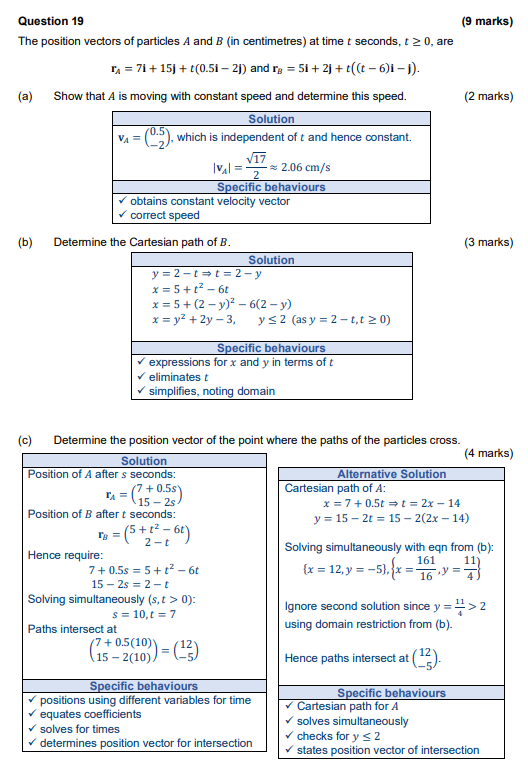 Question 19 (9 marks)
The position vectors of particles A and B (in centimetres) at time t seconds, t ≥ 0, are
r_A = 7i + 15j + t(0.5i − 2j) and r_B = 5i + 2j + t((t − 6)i − j).
(a) Show that A is moving with constant speed and determine this speed. (2 marks)
Solution
v_A = (0.5 −2), which is independent of t and hence constant.
|v_A| = √17/2 ≈ 2.06 cm/s
Specific behaviours
✓ obtains constant velocity vector
✓ correct speed
(b) Determine the Cartesian path of B. (3 marks)
Solution
y = 2 − t ⇒ t = 2 − y
x = 5 + t² − 6t
x = 5 + (2 − y)² − 6(2 − y)
x = y² + 2y − 3, y ≤ 2 (as y = 2 − t, t ≥ 0)
Specific behaviours
✓ expressions for x and y in terms of t
✓ eliminates t
✓ simplifies, noting domain
(c) Determine the position vector of the point where the paths of the particles cross.
(4 marks)
Solution
Position of A after s seconds:
r_A = (7 + 0.5s 15 − 2s)
Position of B after t seconds:
r_B = (5 + t² − 6t 2 − t)
Hence require:
7 + 0.5s = 5 + t² − 6t
15 − 2s = 2 − t
Solving simultaneously (s, t > 0):
s = 10, t = 7
Paths intersect at
(7 + 0.5(10) 15 − 2(10)) = (12 −5)
Specific behaviours
✓ positions using different variables for time
✓ equates coefficients
✓ solves for times
✓ determines position vector for intersection
Alternative Solution
Cartesian path of A:
x = 7 + 0.5t ⇒ t = 2x − 14
y = 15 − 2t = 15 − 2(2x − 14)
Solving simultaneously with eqn from (b):
{x = 12, y = −5}, {x = 161/16, y = 11/4}
Ignore second solution since y = 11/4 > 2
using domain restriction from (b).
Hence paths intersect at (12 −5).
Specific behaviours
✓ Cartesian path for A
✓ solves simultaneously
✓ checks for y ≤ 2
✓ states position vector of intersection